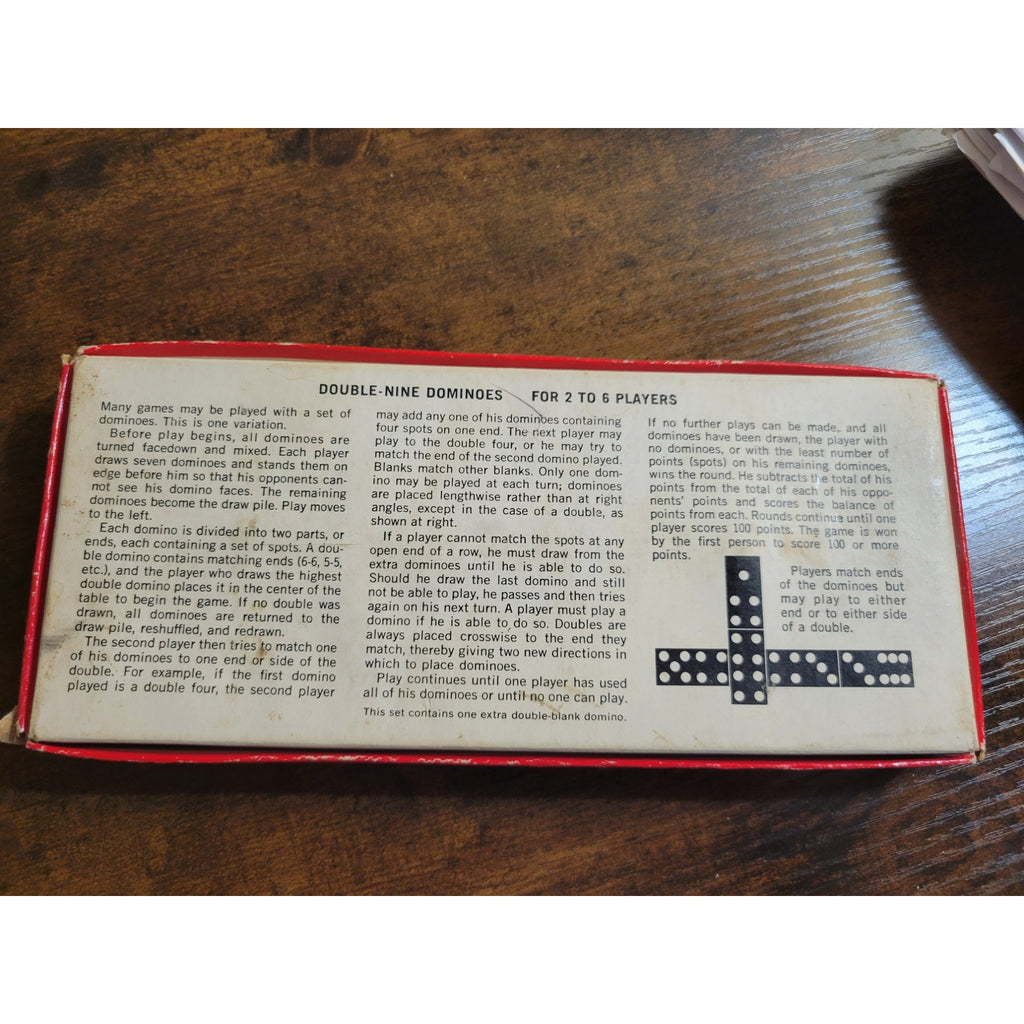 DOUBLE-NINE DOMINOES FOR 2 TO 6 PLAYERS
Many games may be played with a set of
dominoes. This is one variation.
Before play begins, all dominoes are
turned facedown and mixed. Each player
draws seven dominoes and stands them on
edge before him so that his opponents can-
not see his domino faces. The remaining
dominoes become the draw pile. Play moves
to the left.
Each domino is divided into two parts, or
ends, each containing a set of spots. A dou-
ble domino contains matching ends (6-6, 5-5,
etc.), and the player who draws the highest
double domino places it in the center of the
table to begin the game. If no double was
drawn, all dominoes are returned to the
draw pile, reshuffled, and redrawn.
The second player then tries to match one
of his dominoes to one end or side of the
double. For example, if the first domino
played is a double four, the second player
may add any one of his dominoes containing
four spots on one end. The next player may
play to the double four, or he may try to
match the end of the second domino played.
Blanks match other blanks. Only one dom-
ino may be played at each turn; dominoes
are placed lengthwise rather than at right
angles, except in the case of a double, as
shown at right.
If a player cannot match the spots at any
open end of a row, he must draw from the
extra dominoes until he is able to do so.
Should he draw the last domino and still
not be able to play, he passes and then tries
again on his next turn. A player must play a
domino if he is able to do so. Doubles are
always placed crosswise to the end they
match, thereby giving two new directions in
which to place dominoes.
Play continues until one player has used
all of his dominoes or until no one can play.
This set contains one extra double-blank domino.
If no further plays can be made, and all
dominoes have been drawn, the player with
no dominoes, or with the least number of
points (spots) on his remaining dominoes,
wins the round. He subtracts the total of his
points from the total of each of his oppo-
nents' points and scores the balance of
points from each. Rounds continue until one
player scores 100 points. The game is won
by the first person to score 100 or more
points.
Players match ends
of the dominoes but
may play to either
end or to either side
of a double.